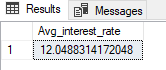 Results Messages
Avg_interest_rate
1 12.0488314172048